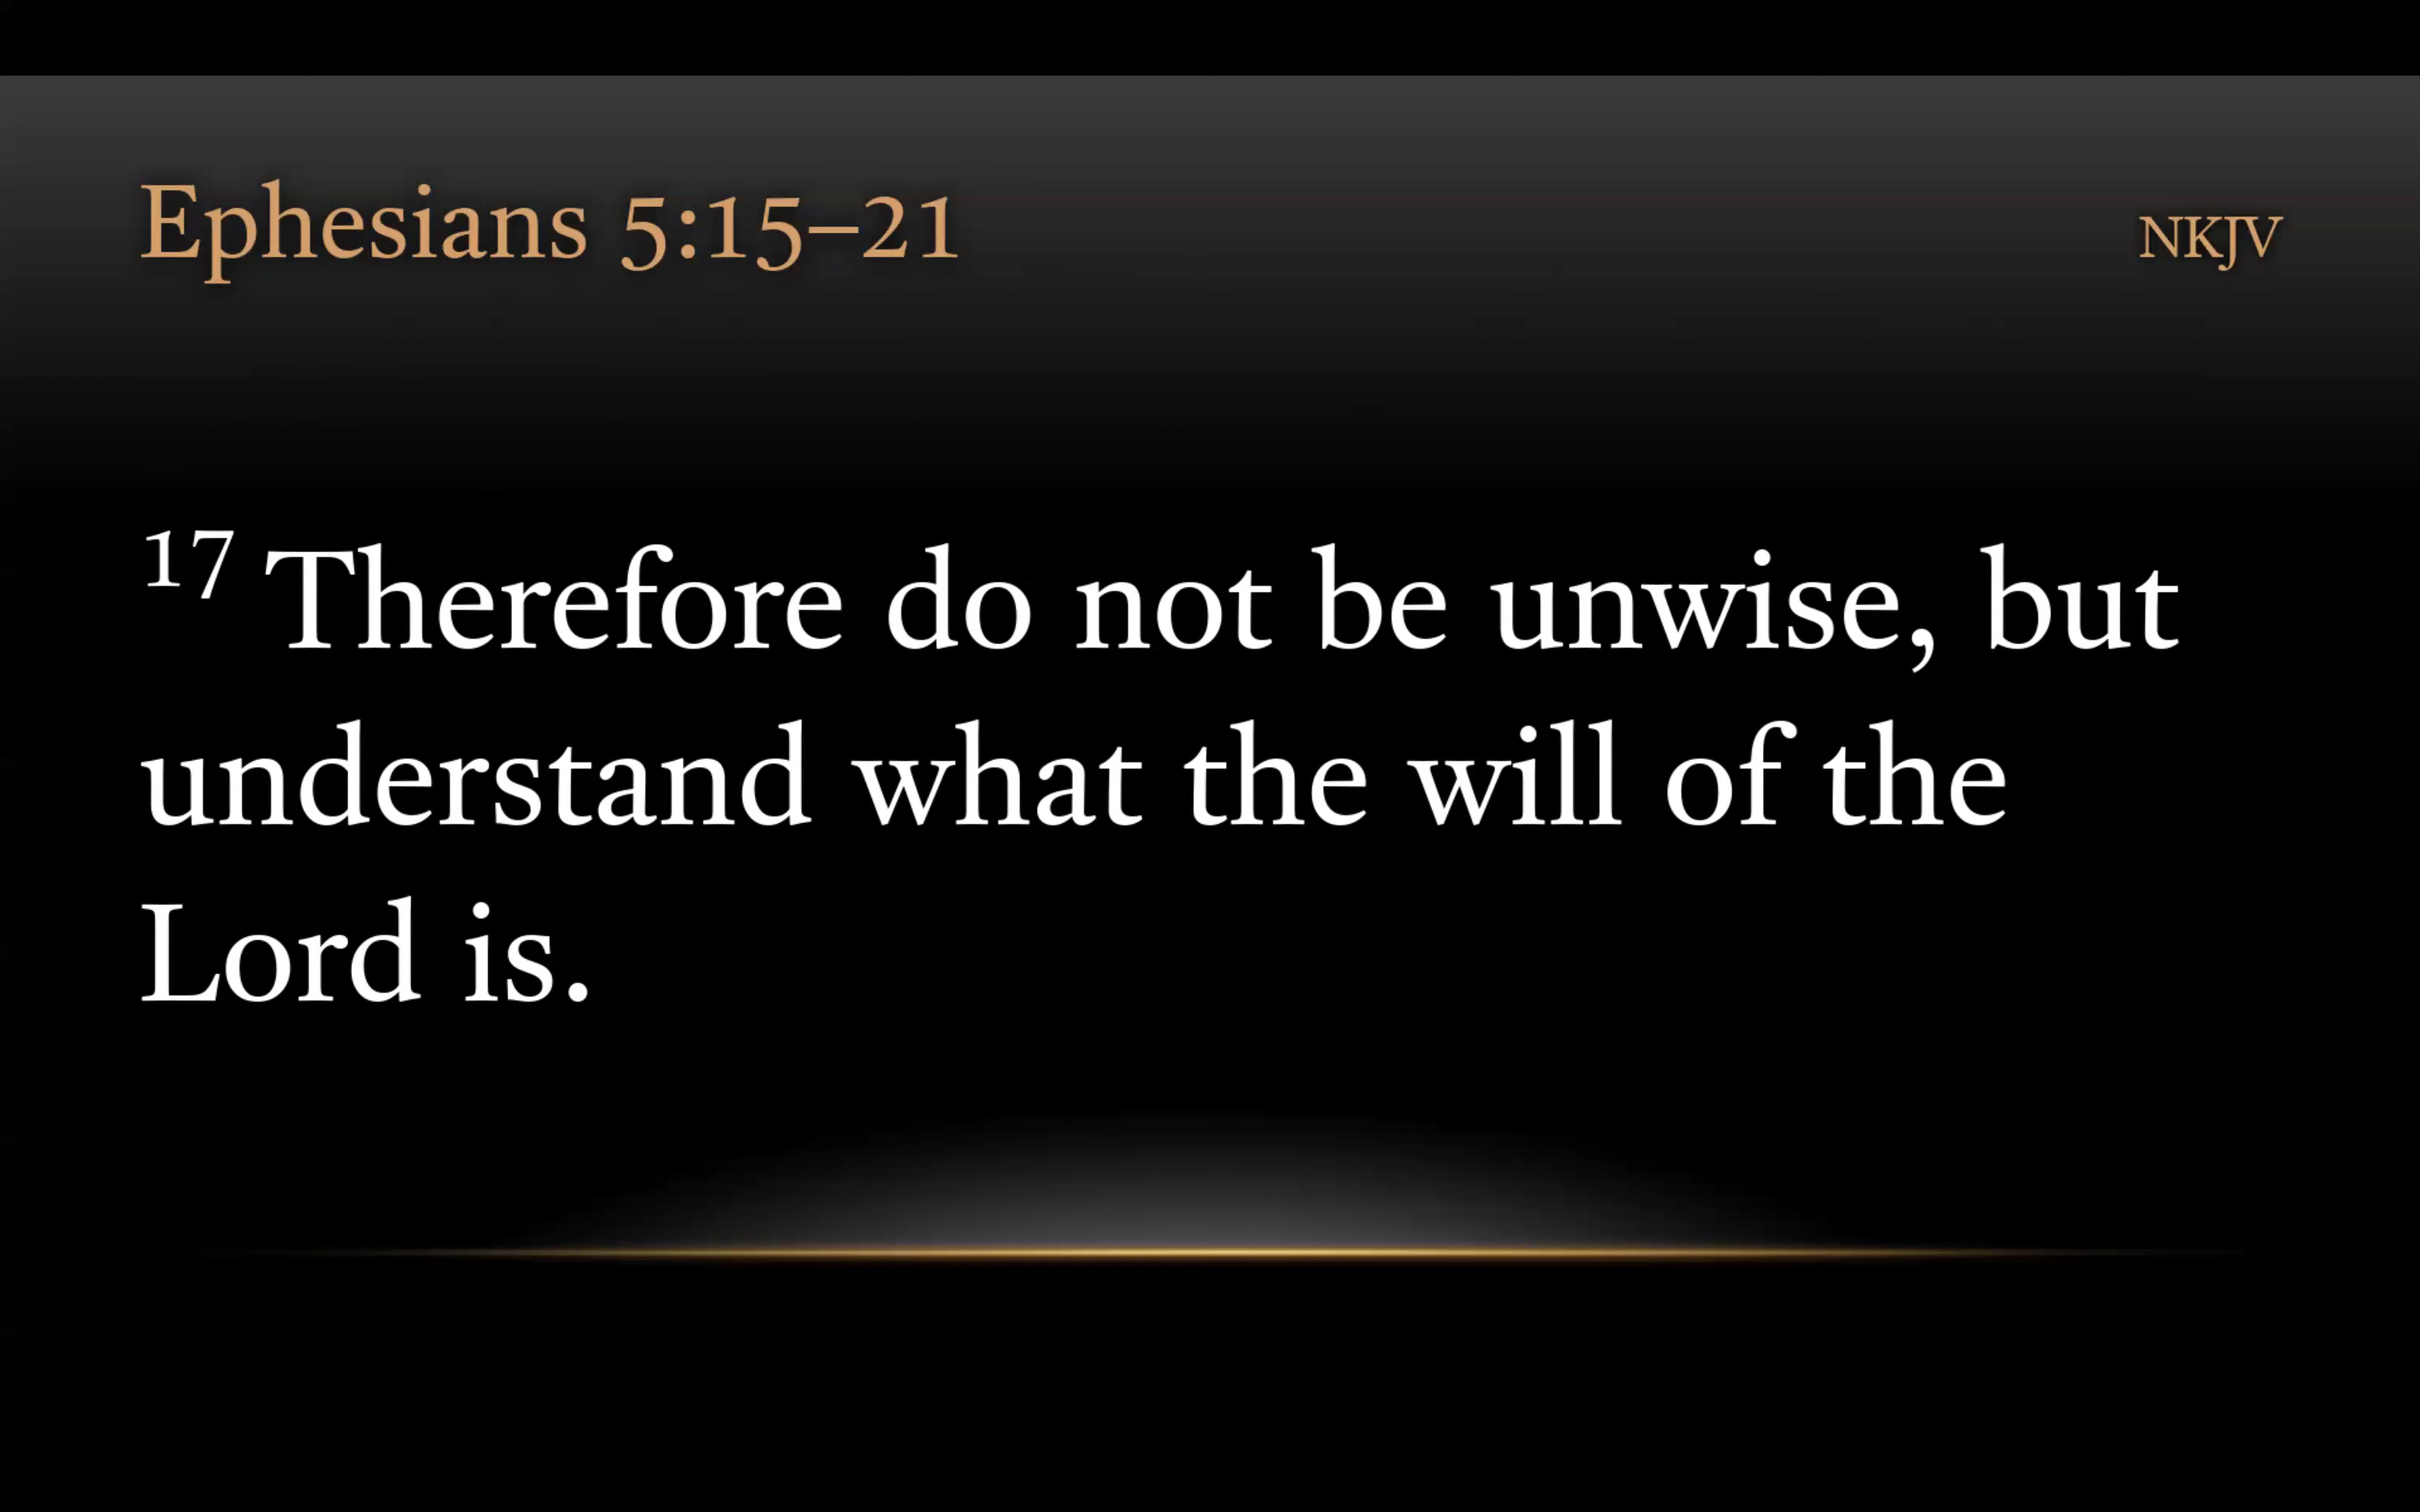 Ephesians 5:15–21
NKJV
17 Therefore do not be unwise, but
understand what the will of the
Lord is.